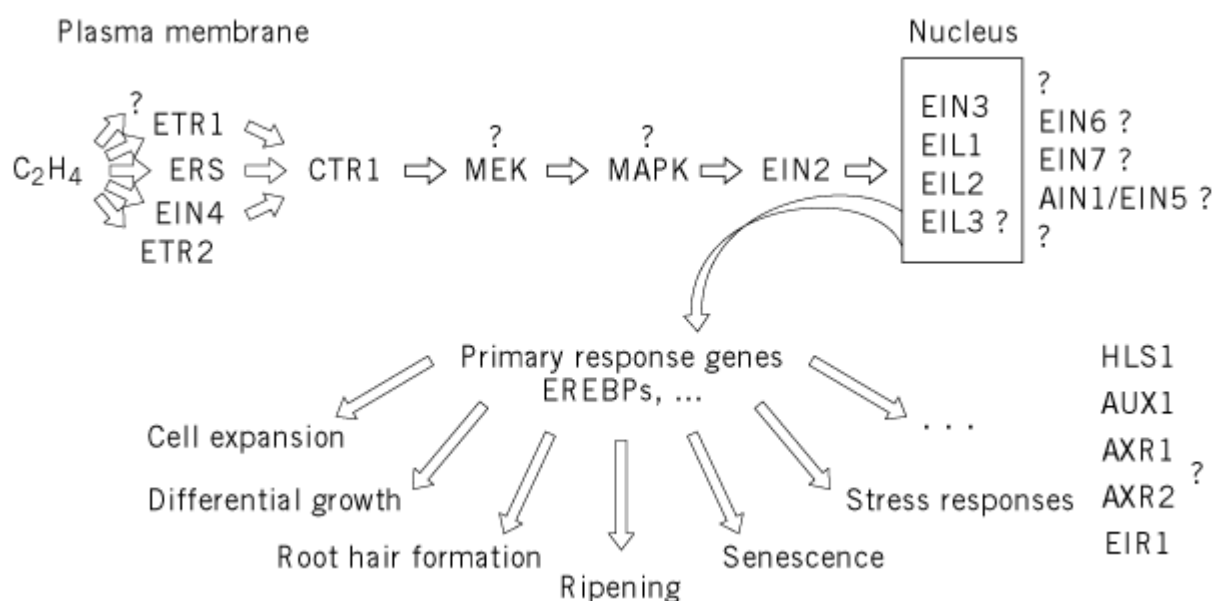 Plasma membrane
Nucleus
?
ETR1
C₂H₄
ERS
EIN4
ETR2
CTR1
?
MEK
?
MAPK
EIN2
EIN3
EIL1
EIL2
EIL3 ?
?
EIN6 ?
EIN7 ?
AIN1/EIN5 ?
?
Primary response genes
EREBPs, ...
Cell expansion
Differential growth
Root hair formation
Ripening
Senescence
Stress responses
. . .
HLS1
AUX1
AXR1
?
AXR2
EIR1